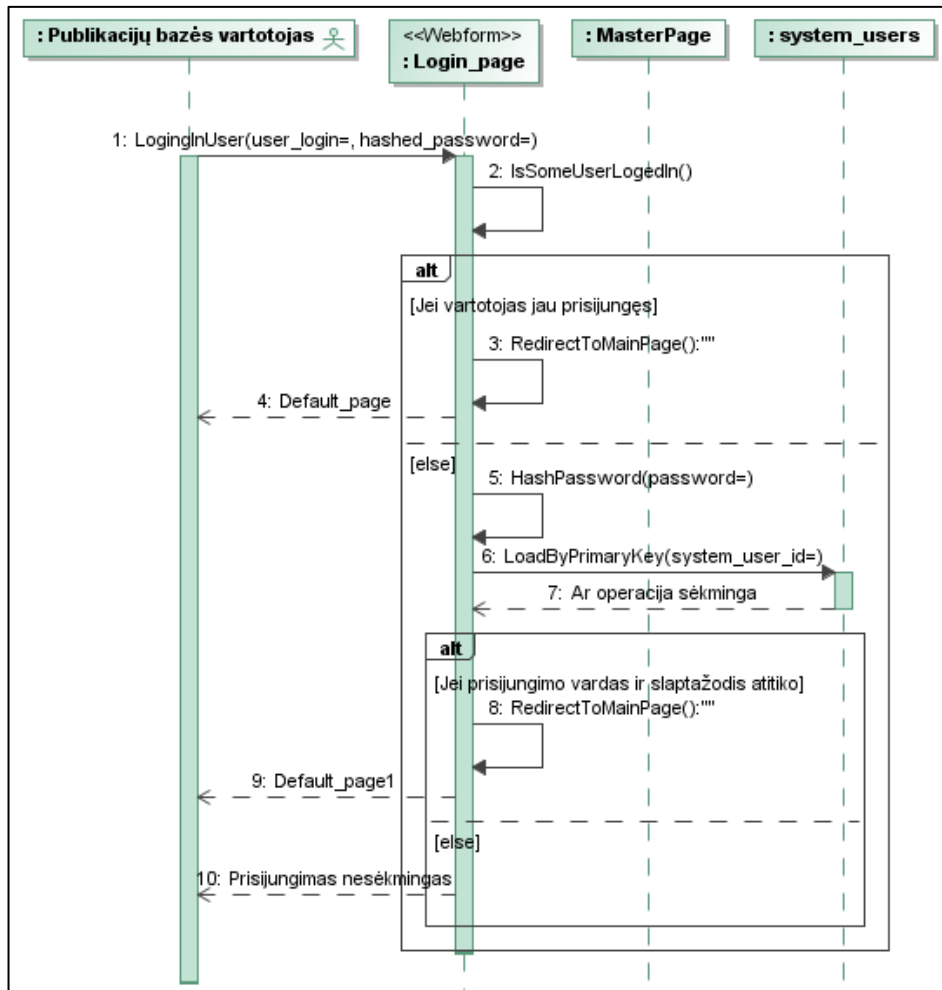 : Publikacijų bazės vartotojas
<<Webform>>
: Login_page
: MasterPage
: system_users
1: LogingInUser(user_login=, hashed_password=)
2: IsSomeUserLogedIn()
alt
[Jei vartotojas jau prisijungęs]
3: RedirectToMainPage():""
4: Default_page
[else]
5: HashPassword(password=)
6: LoadByPrimaryKey(system_user_id=)
7: Ar operacija sėkminga
alt
[Jei prisijungimo vardas ir slaptažodis atitiko]
8: RedirectToMainPage():""
9: Default_page1
[else]
10: Prisijungimas nesėkmingas